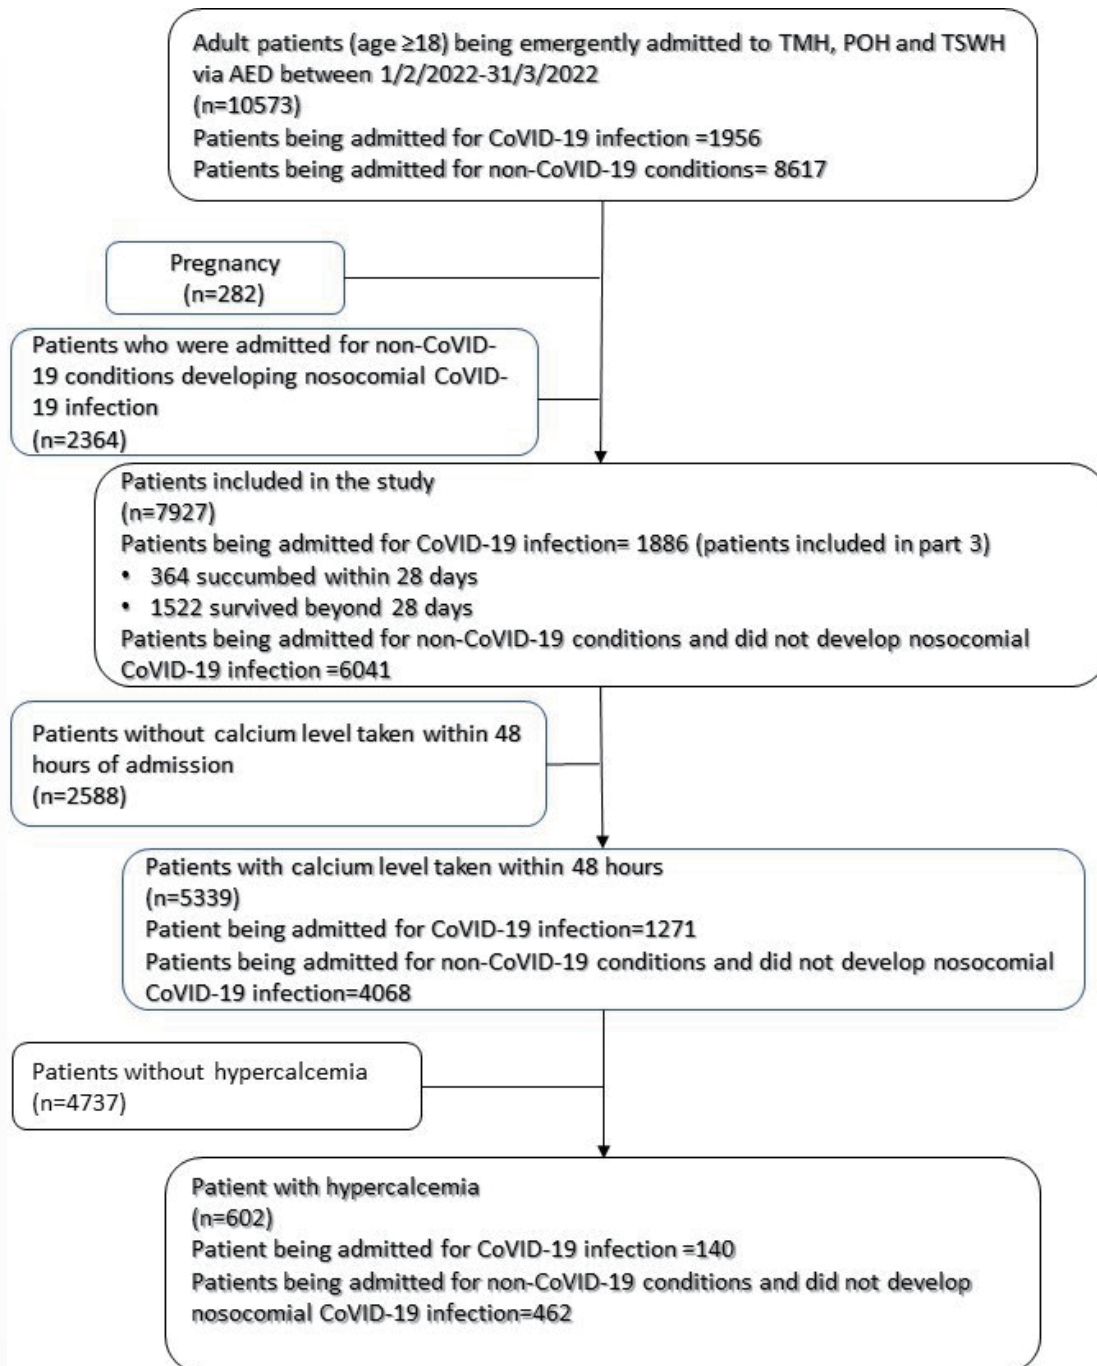 Adult patients (age ≥18) being emergently admitted to TMH, POH and TSWH
via AED between 1/2/2022-31/3/2022
(n=10573)
Patients being admitted for CoVID-19 infection =1956
Patients being admitted for non-CoVID-19 conditions= 8617
Pregnancy
(n=282)
Patients who were admitted for non-CoVID-
19 conditions developing nosocomial CoVID-
19 infection
(n=2364)
Patients included in the study
(n=7927)
Patients being admitted for CoVID-19 infection= 1886 (patients included in part 3)
• 364 succumbed within 28 days
• 1522 survived beyond 28 days
Patients being admitted for non-CoVID-19 conditions and did not develop nosocomial
CoVID-19 infection =6041
Patients without calcium level taken within 48
hours of admission
(n=2588)
Patients with calcium level taken within 48 hours
(n=5339)
Patient being admitted for CoVID-19 infection=1271
Patients being admitted for non-CoVID-19 conditions and did not develop nosocomial
CoVID-19 infection=4068
Patients without hypercalcemia
(n=4737)
Patient with hypercalcemia
(n=602)
Patient being admitted for CoVID-19 infection =140
Patients being admitted for non-CoVID-19 conditions and did not develop
nosocomial CoVID-19 infection=462